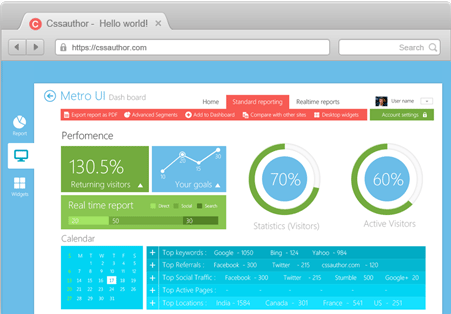 Cssauthor - Hello world!
https://cssauthor.com
Search
Metro UI Dash board
Home Standard reporting Realtime reports
User name
Export report as PDF Advanced Segments Add to Dashboard Compare with other sites Desktop widgets Account settings
Report
Widgets
Perfomence
130.5%
Returning visitors
Your goals
Real time report
Direct Social Search
20 50 30
70%
Statistics (Visitors)
60%
Active Visitors
Calendar
Top keywords : Google - 1050 Bing - 124 Yahoo - 984
Top Referrals : Facebook - 300 Twitter - 215 cssauthor.com - 120
Top Social Traffic : Facebook - 300 Twitter - 215 Stumble 500 Google+ 20
Top Active Pages :
Top Locations : India - 1584 Canada - 301 France - 541 US - 251